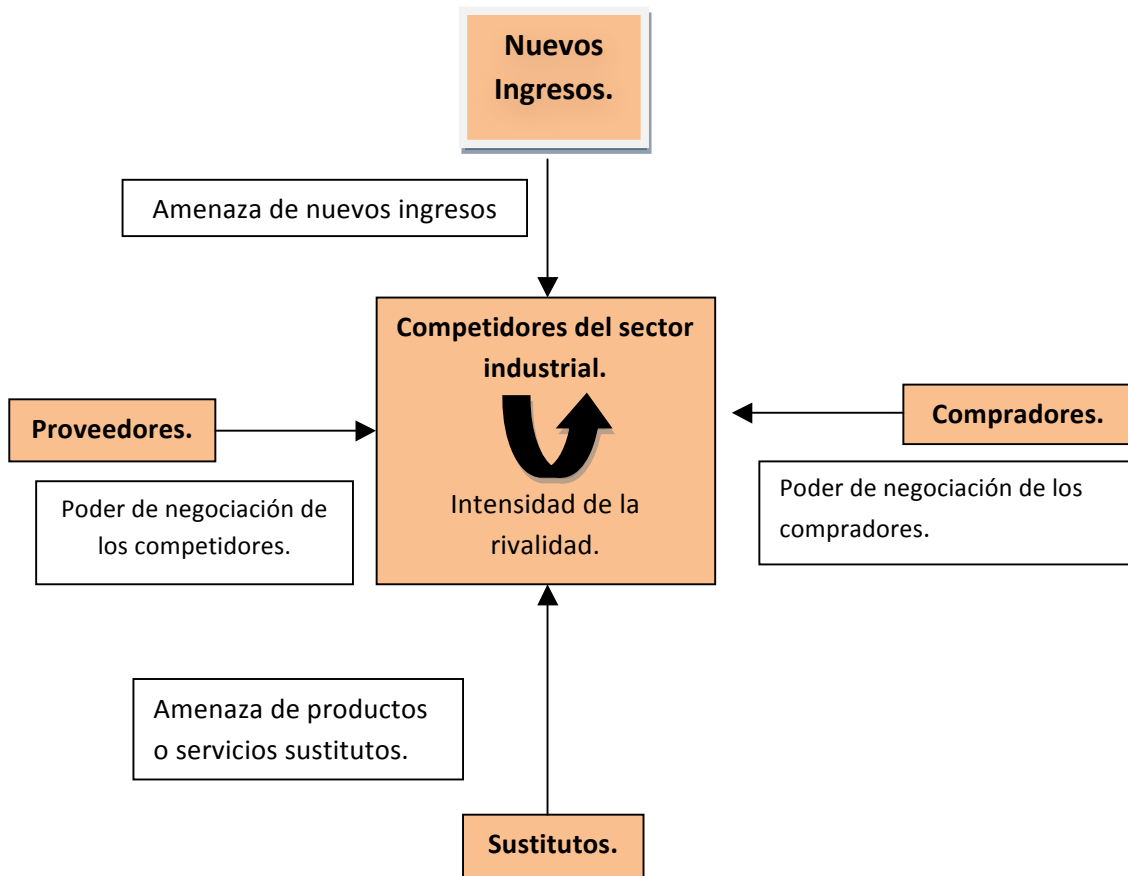 Nuevos
Ingresos.
Amenaza de nuevos ingresos
Competidores del sector
industrial.
Proveedores.
Compradores.
Poder de negociación de
los competidores.
Intensidad de la
rivalidad.
Poder de negociación de los
compradores.
Amenaza de productos
o servicios sustitutos.
Sustitutos.